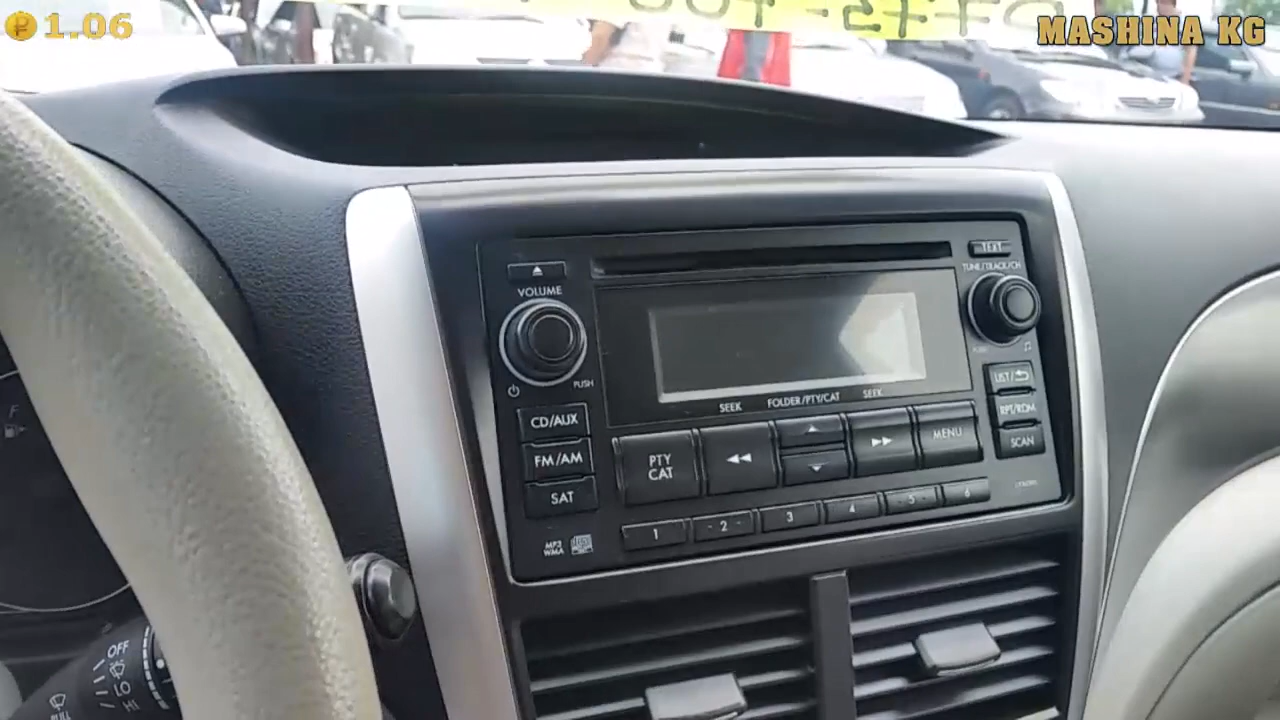 1.06
MASHINA KG
TEXT
TUNE/TRACK/CH
VOLUME
PUSH
PUSH
LIST/
CD/AUX
SEEK
FOLDER/PTY/CAT
SEEK
RPT/RDM
FM/AM
PTY
CAT
MENU
SCAN
SAT
1
2
3
4
5
6
MP3
WMA
F
OFF